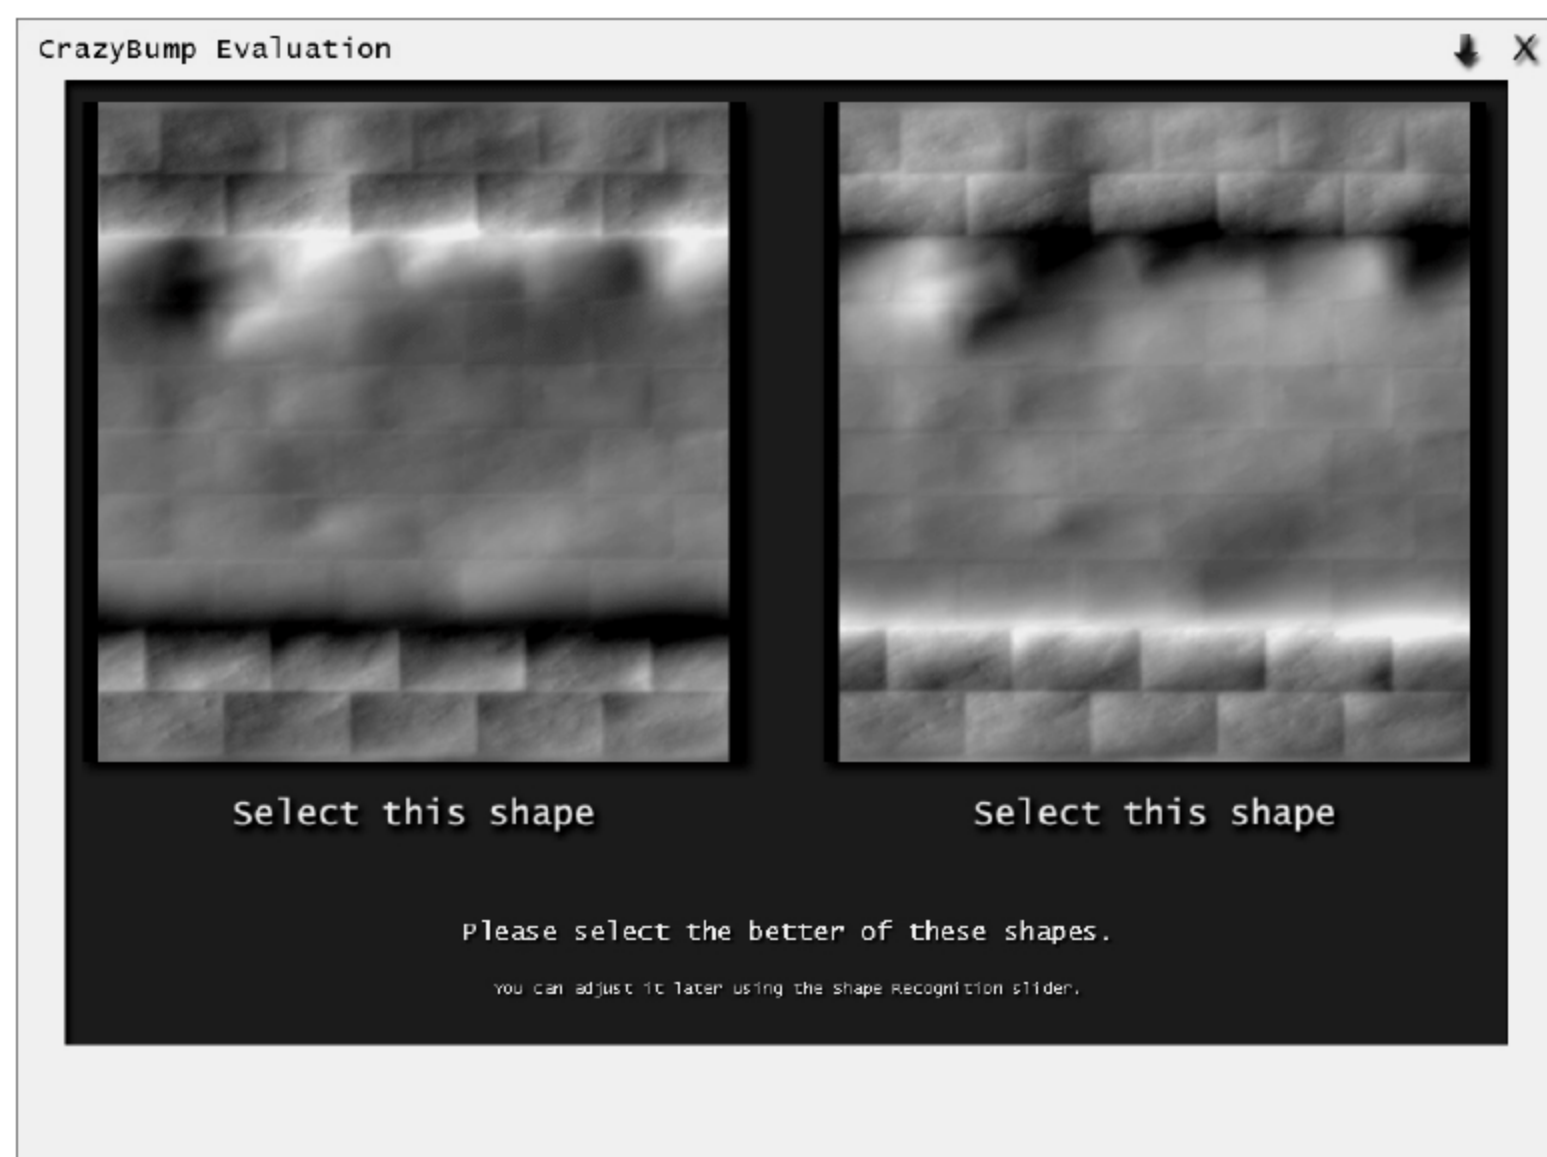 CrazyBump Evaluation
X
Select this shape
Select this shape
Please select the better of these shapes.
You can adjust it later using the Shape Recognition slider.